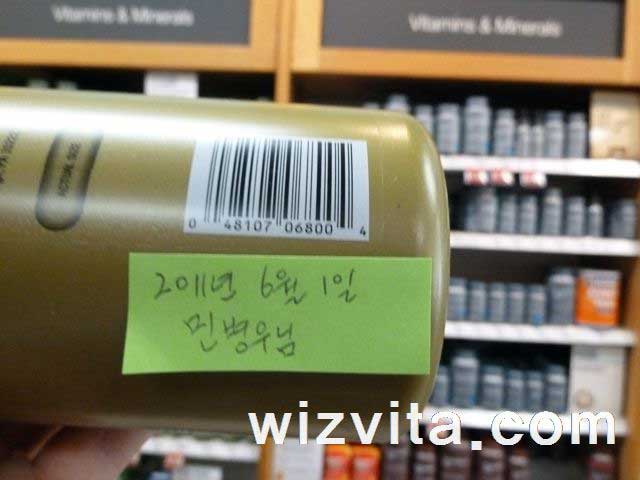 Vitamins & Minerals
Vitamins & Minerals
0 48107 06800 4
2011년 6월 1일
민병우님
wizvita.com